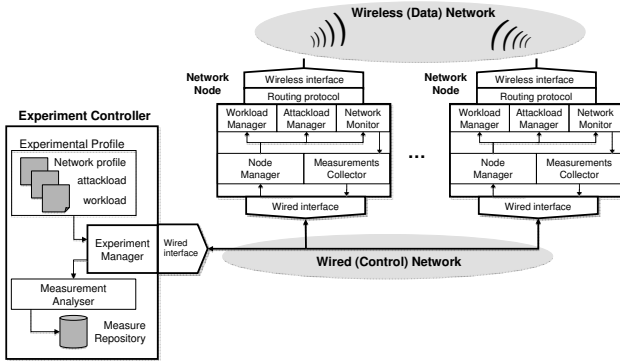 Wireless (Data) Network
Network
Node
Wireless interface
Routing protocol
Workload
Manager
Attackload
Manager
Network
Monitor
Node
Manager
Measurements
Collector
Wired interface
...
Network
Node
Wireless interface
Routing protocol
Workload
Manager
Attackload
Manager
Network
Monitor
Node
Manager
Measurements
Collector
Wired interface
Experiment Controller
Experimental Profile
Network profile
attackload
workload
Experiment
Manager
Wired
interface
Measurement
Analyser
Measure
Repository
Wired (Control) Network